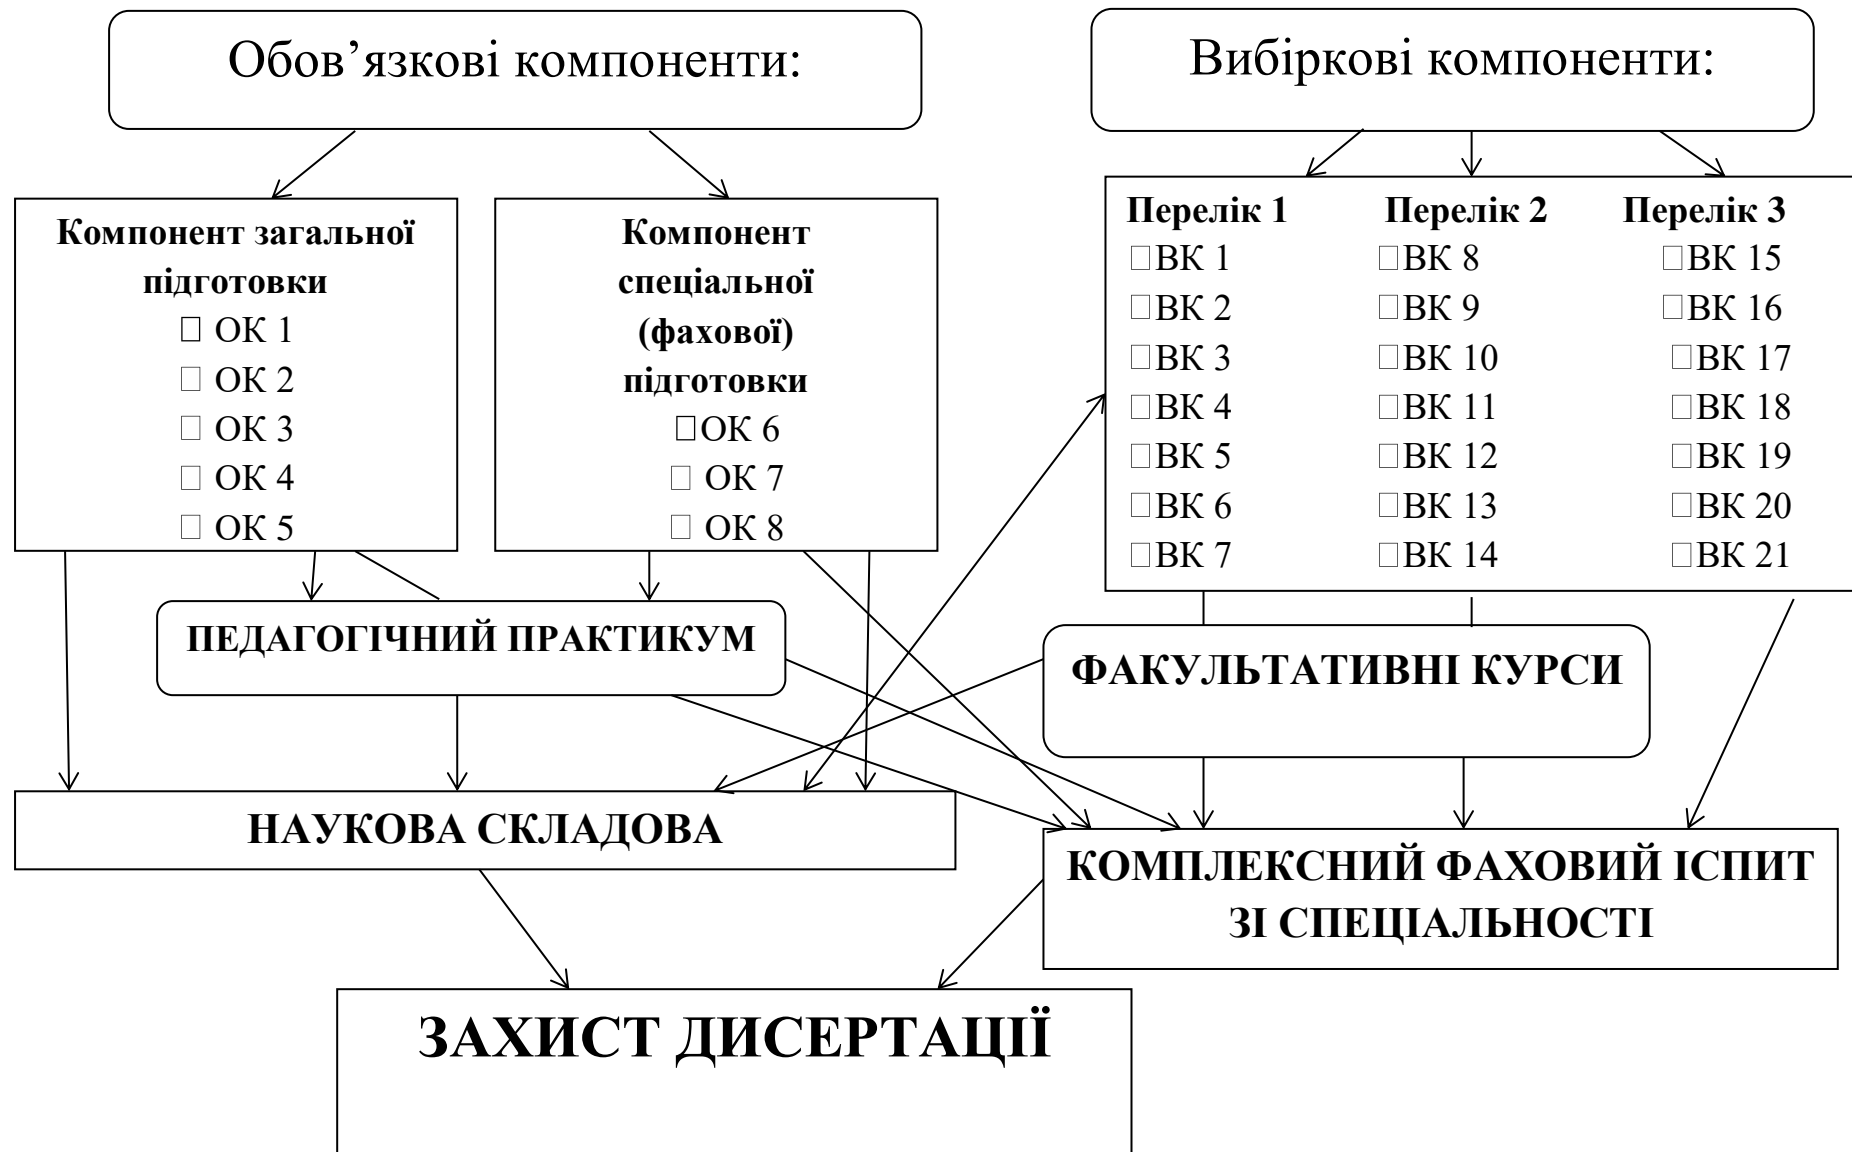 Обов’язкові компоненти:
Вибіркові компоненти:
Компонент загальної
підготовки
□ ОК 1
□ ОК 2
□ ОК 3
□ ОК 4
□ ОК 5
Компонент
спеціальної
(фахової)
підготовки
□ОК 6
□ ОК 7
□ ОК 8
Перелік 1 Перелік 2 Перелік 3
□ВК 1 □ВК 8 □ВК 15
□ВК 2 □ВК 9 □ВК 16
□ВК 3 □ВК 10 □ВК 17
□ВК 4 □ВК 11 □ВК 18
□ВК 5 □ВК 12 □ВК 19
□ВК 6 □ВК 13 □ВК 20
□ВК 7 □ВК 14 □ВК 21
ПЕДАГОГІЧНИЙ ПРАКТИКУМ
ФАКУЛЬТАТИВНІ КУРСИ
НАУКОВА СКЛАДОВА
КОМПЛЕКСНИЙ ФАХОВИЙ ІСПИТ
ЗІ СПЕЦІАЛЬНОСТІ
ЗАХИСТ ДИСЕРТАЦІЇ